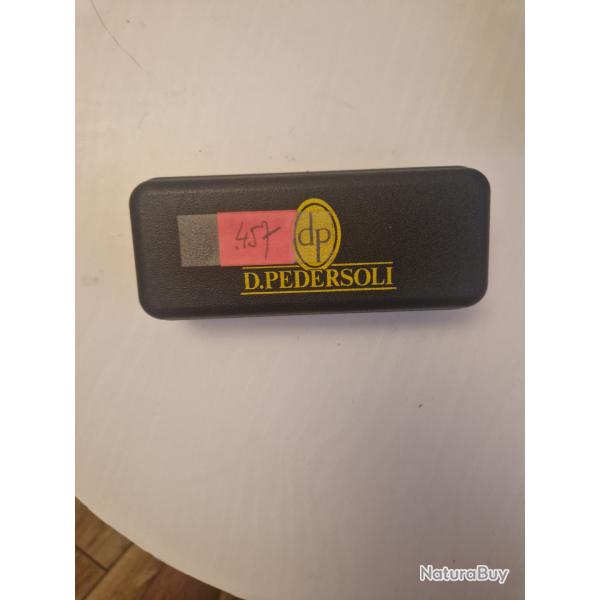 .457
dp
D.PEDERSOLI
NaturaBuy